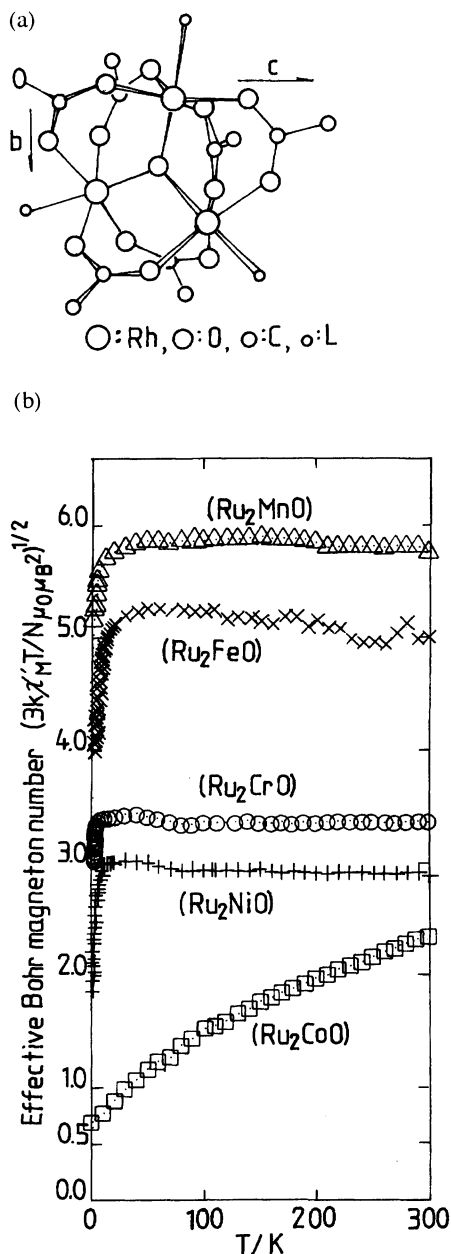 (a)
c
b
○:Rh, ○:O, ○:C, ○:L
(b)
Effective Bohr magneton number (3kχ'MT/Nμ0μB²)1/2
6.0
5.0
4.0
3.0
2.0
1.0
0.5
0.0
(Ru2MnO)
(Ru2FeO)
(Ru2CrO)
(Ru2NiO)
(Ru2CoO)
0 100 200 300
T/K